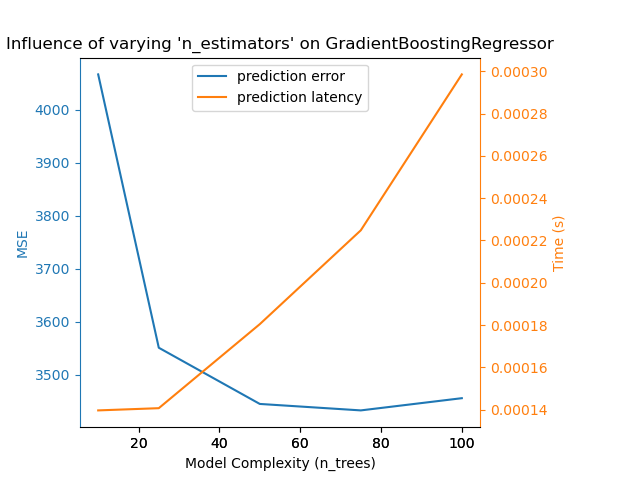 Influence of varying 'n_estimators' on GradientBoostingRegressor
prediction error
prediction latency
4000
3900
3800
3700
3600
3500
MSE
0.00030
0.00028
0.00026
0.00024
0.00022
0.00020
0.00018
0.00016
0.00014
Time (s)
20 40 60 80 100
Model Complexity (n_trees)